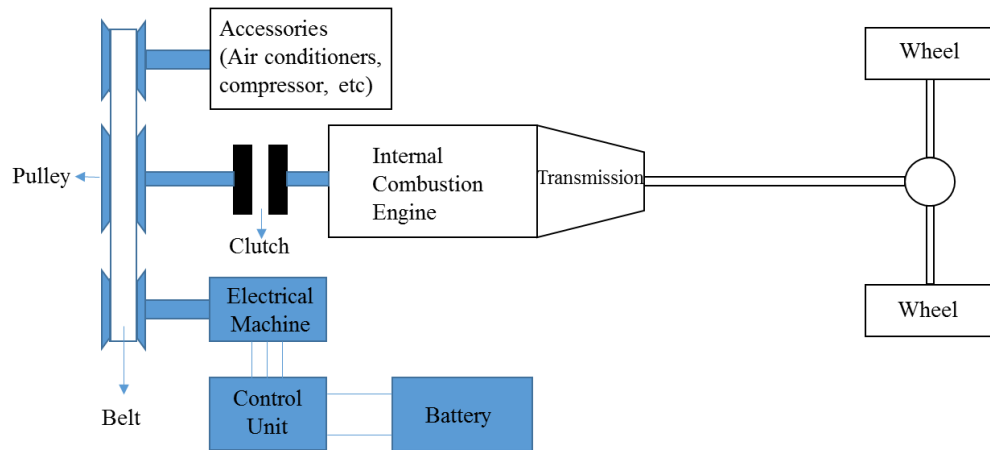 Accessories
(Air conditioners,
compressor, etc)
Wheel
Pulley
Internal
Combustion
Engine
Transmission
Clutch
Electrical
Machine
Wheel
Belt
Control
Unit
Battery